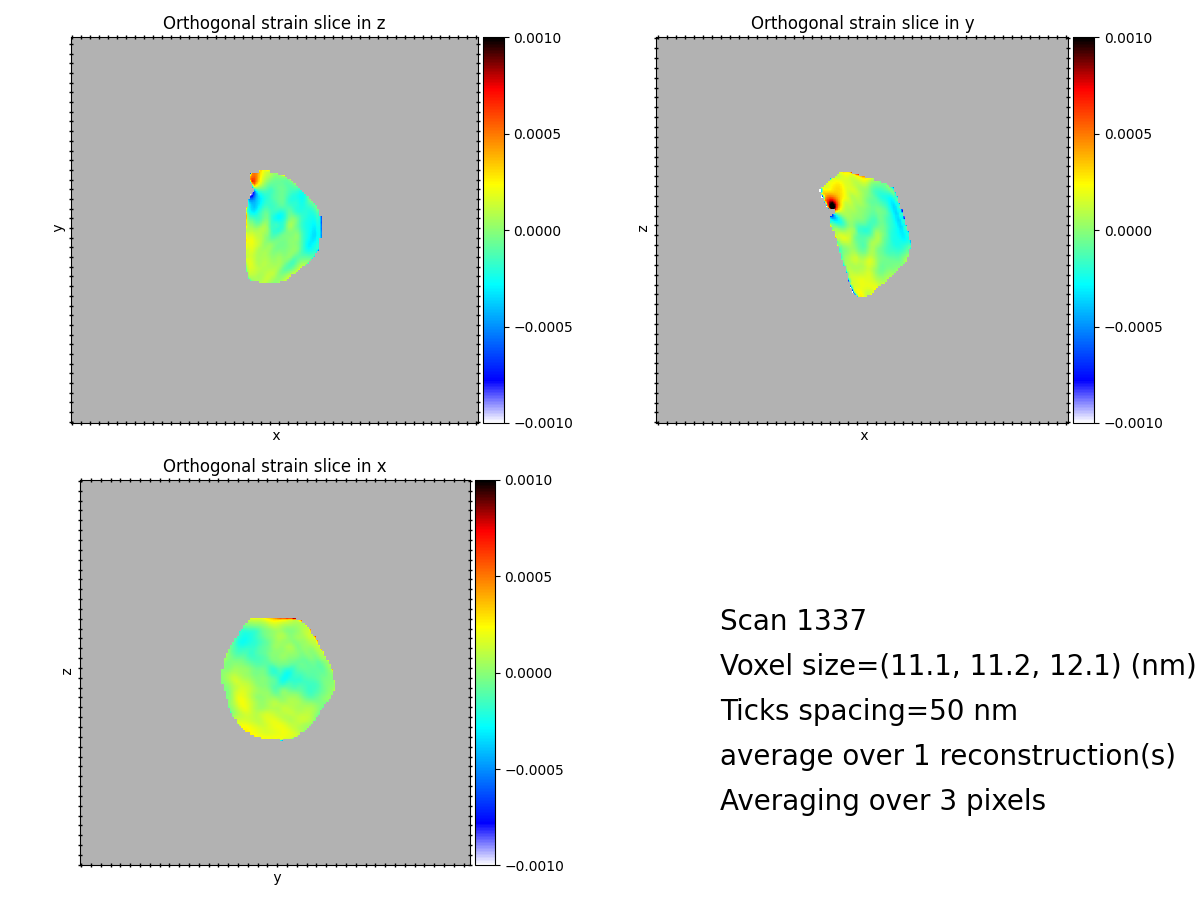 Orthogonal strain slice in z
0.0010
0.0005
0.0000
−0.0005
−0.0010
y
x
Orthogonal strain slice in y
0.0010
0.0005
0.0000
−0.0005
−0.0010
z
x
Orthogonal strain slice in x
0.0010
0.0005
0.0000
−0.0005
−0.0010
z
y
Scan 1337
Voxel size=(11.1, 11.2, 12.1) (nm)
Ticks spacing=50 nm
average over 1 reconstruction(s)
Averaging over 3 pixels